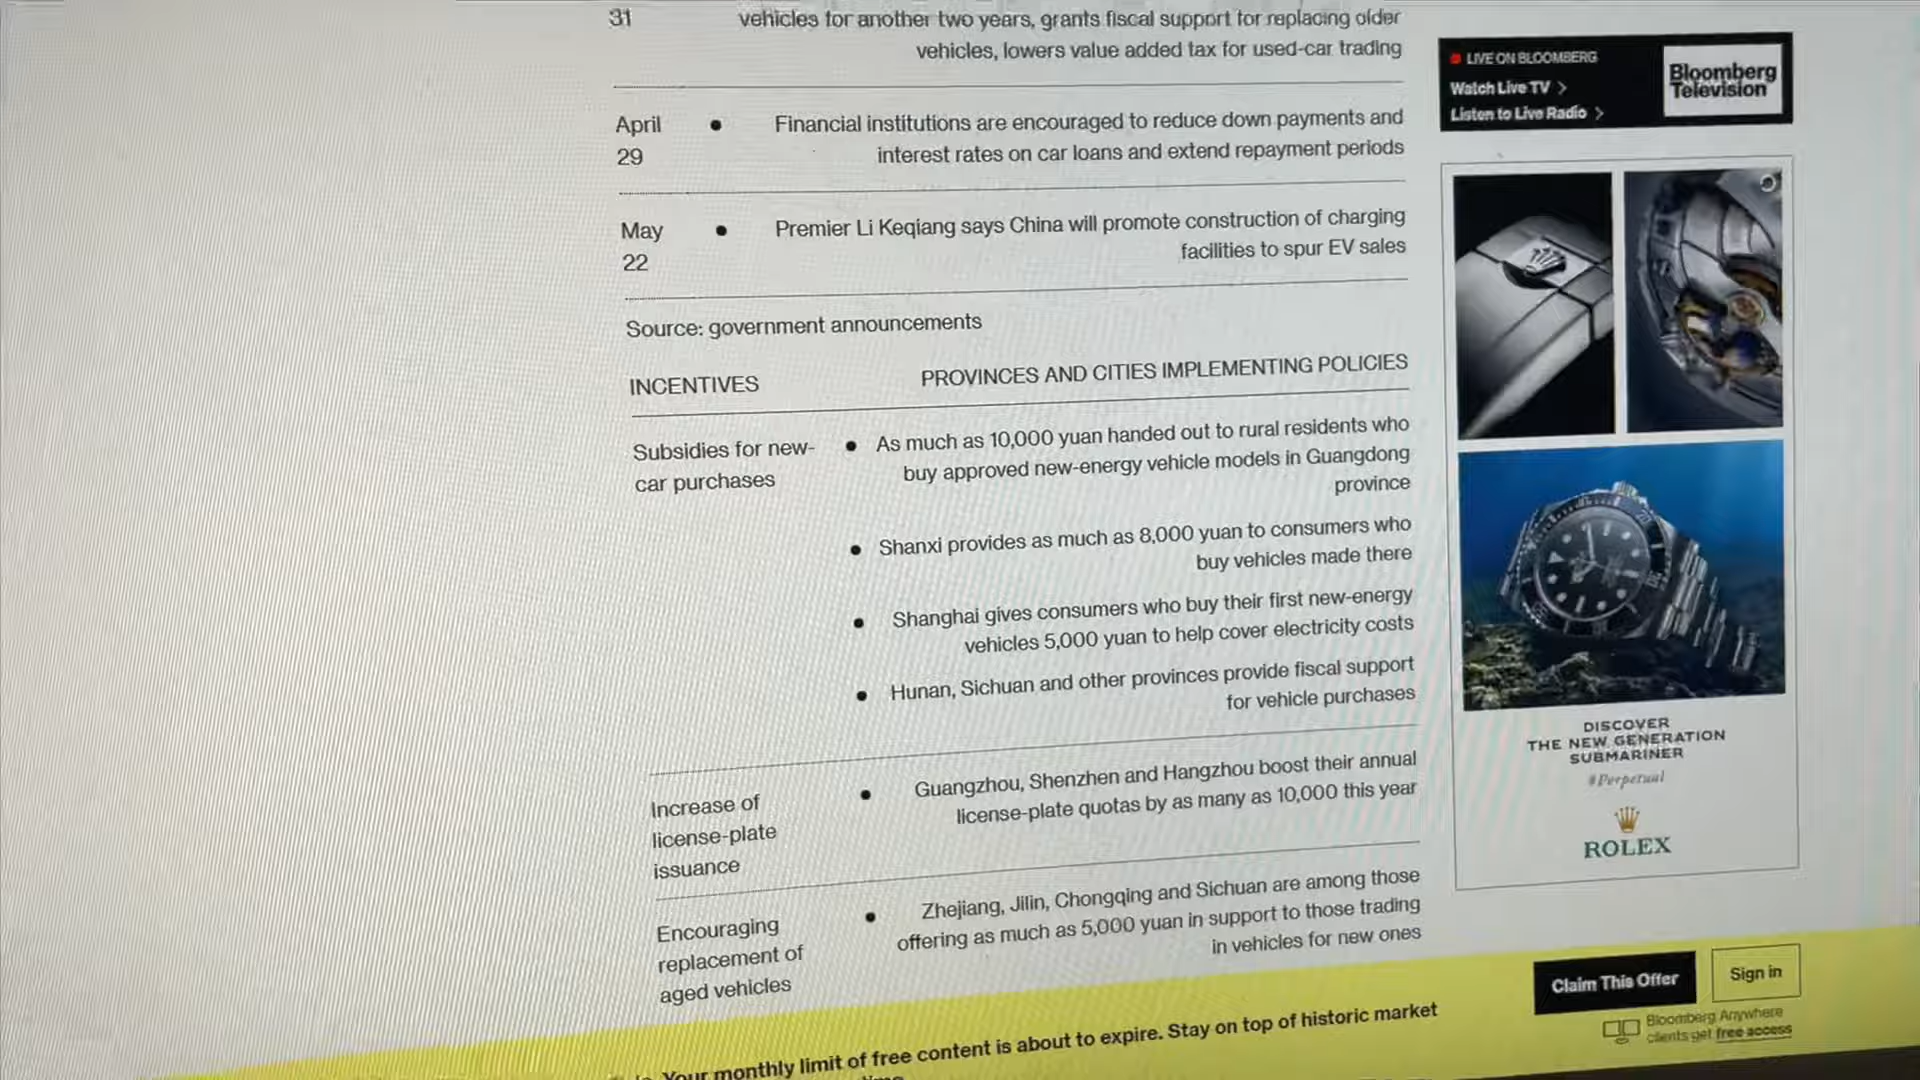 31
vehicles for another two years, grants fiscal support for replacing older
vehicles, lowers value added tax for used-car trading
April
29
● Financial institutions are encouraged to reduce down payments and
interest rates on car loans and extend repayment periods
May
22
● Premier Li Keqiang says China will promote construction of charging
facilities to spur EV sales
Source: government announcements
INCENTIVES
PROVINCES AND CITIES IMPLEMENTING POLICIES
Subsidies for new-
car purchases
● As much as 10,000 yuan handed out to rural residents who
buy approved new-energy vehicle models in Guangdong
province
● Shanxi provides as much as 8,000 yuan to consumers who
buy vehicles made there
● Shanghai gives consumers who buy their first new-energy
vehicles 5,000 yuan to help cover electricity costs
● Hunan, Sichuan and other provinces provide fiscal support
for vehicle purchases
Increase of
license-plate
issuance
● Guangzhou, Shenzhen and Hangzhou boost their annual
license-plate quotas by as many as 10,000 this year
Encouraging
replacement of
aged vehicles
● Zhejiang, Jilin, Chongqing and Sichuan are among those
offering as much as 5,000 yuan in support to those trading
in vehicles for new ones
LIVE ON BLOOMBERG
Watch Live TV >
Listen to Live Radio >
Bloomberg
Television
DISCOVER
THE NEW GENERATION
SUBMARINER
#Perpetual
ROLEX
Your monthly limit of free content is about to expire. Stay on top of historic market
Claim This Offer
Sign in
Bloomberg Anywhere
clients get free access